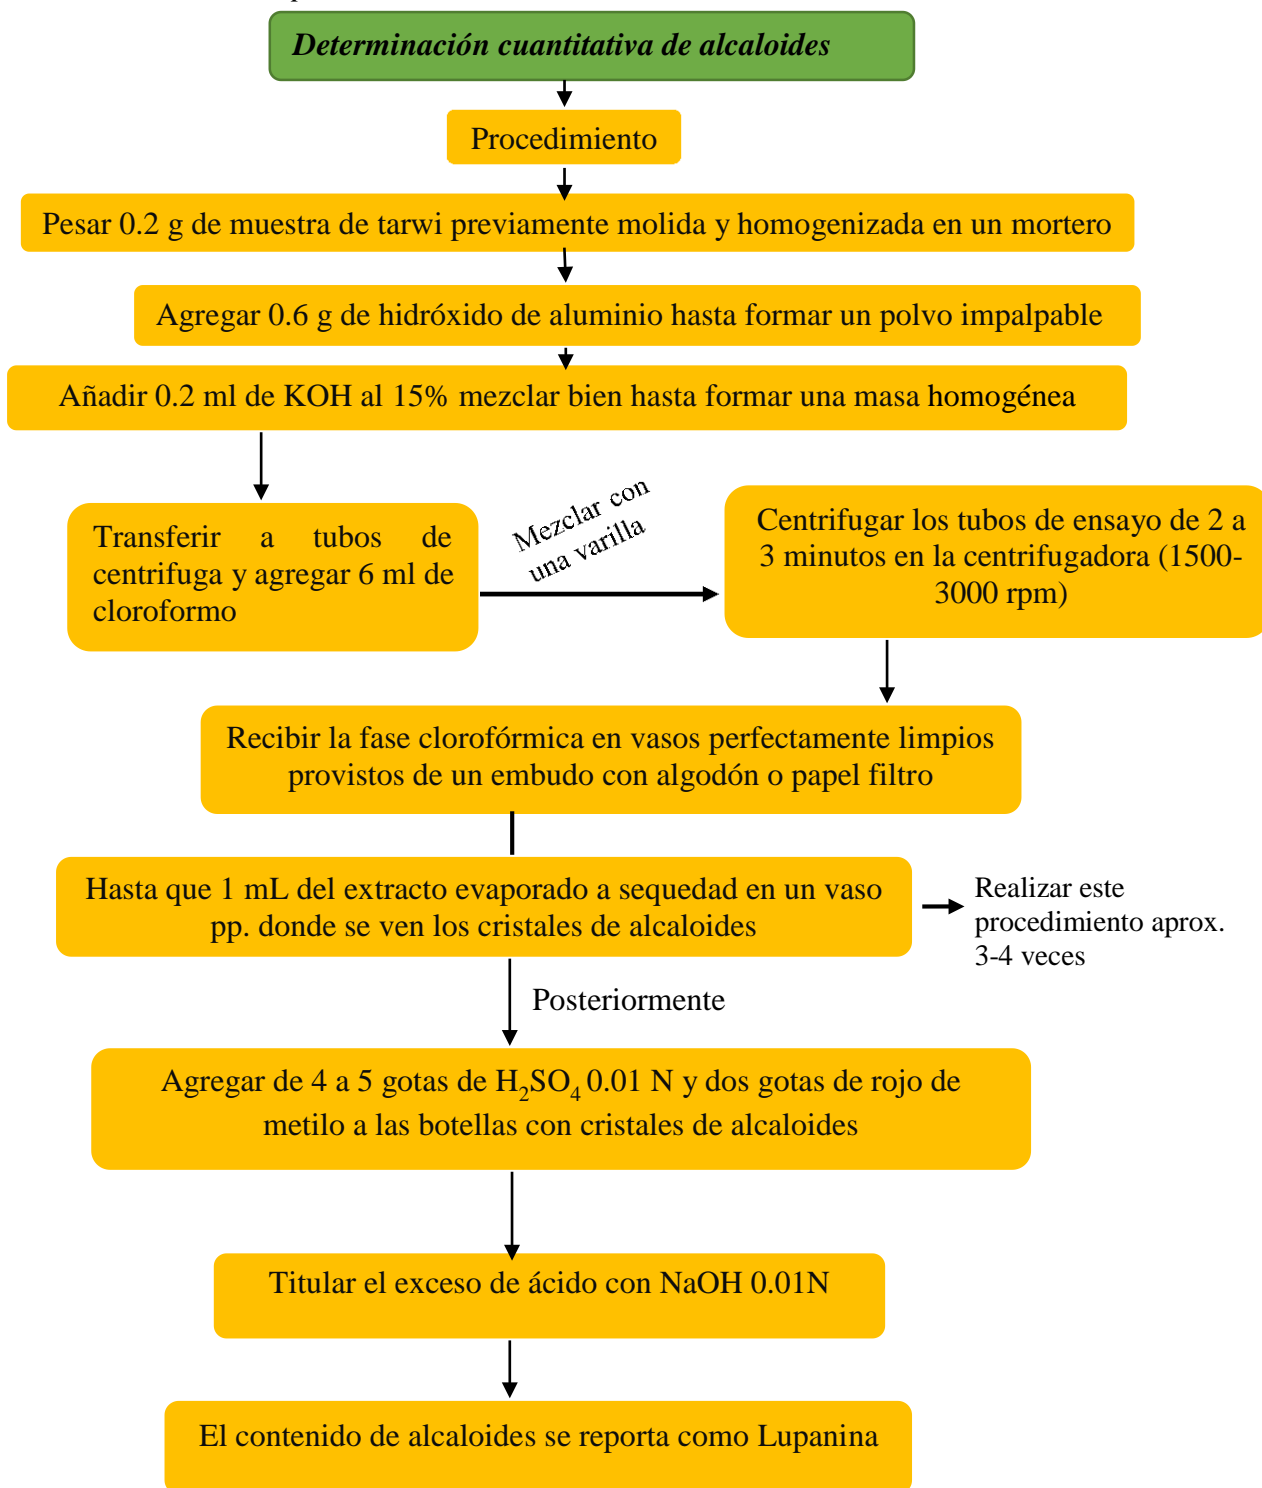 Determinación cuantitativa de alcaloides
Procedimiento
Pesar 0.2 g de muestra de tarwi previamente molida y homogenizada en un mortero
Agregar 0.6 g de hidróxido de aluminio hasta formar un polvo impalpable
Añadir 0.2 ml de KOH al 15% mezclar bien hasta formar una masa homogénea
Transferir a tubos de
centrifuga y agregar 6 ml de
cloroformo
Mezclar con
una varilla
Centrifugar los tubos de ensayo de 2 a
3 minutos en la centrifugadora (1500-
3000 rpm)
Recibir la fase clorofórmica en vasos perfectamente limpios
provistos de un embudo con algodón o papel filtro
Hasta que 1 mL del extracto evaporado a sequedad en un vaso
pp. donde se ven los cristales de alcaloides
Realizar este
procedimiento aprox.
3-4 veces
Posteriormente
Agregar de 4 a 5 gotas de H₂SO₄ 0.01 N y dos gotas de rojo de
metilo a las botellas con cristales de alcaloides
Titular el exceso de ácido con NaOH 0.01N
El contenido de alcaloides se reporta como Lupanina